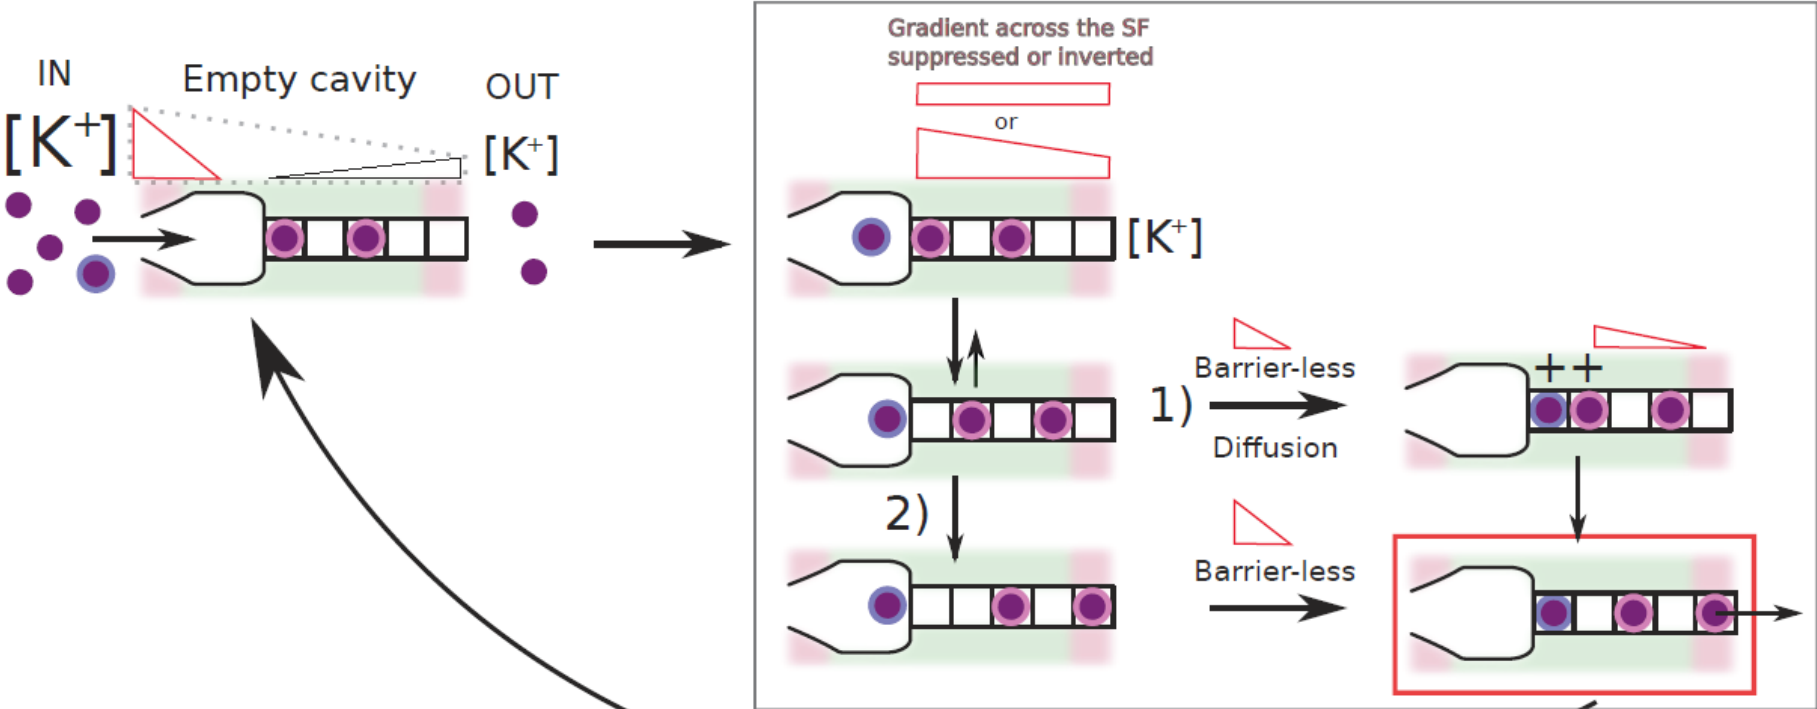 IN
Empty cavity
OUT
[K+]
[K+]
Gradient across the SF
suppressed or inverted
or
[K+]
Barrier-less
1)
Diffusion
++
2)
Barrier-less